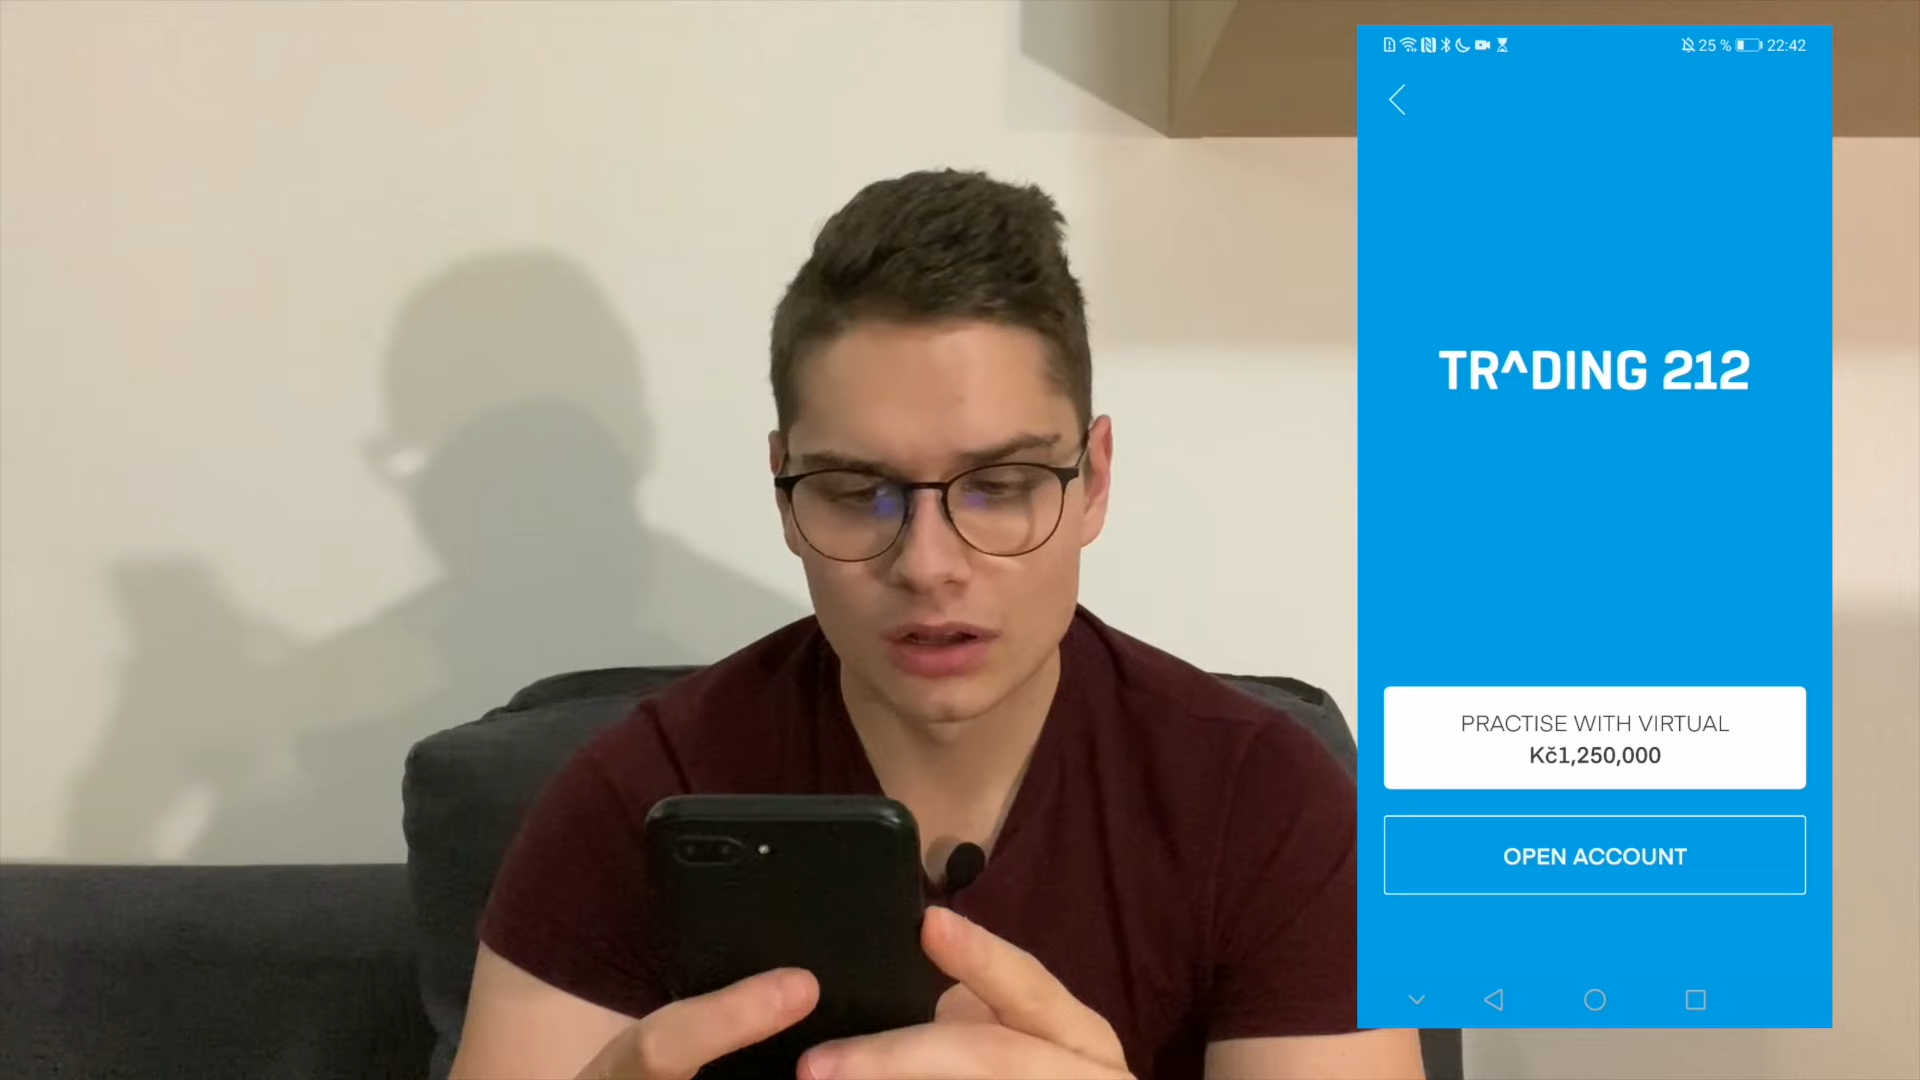 25 % 22:42
TR^DING 212
PRACTISE WITH VIRTUAL
Kč1,250,000
OPEN ACCOUNT